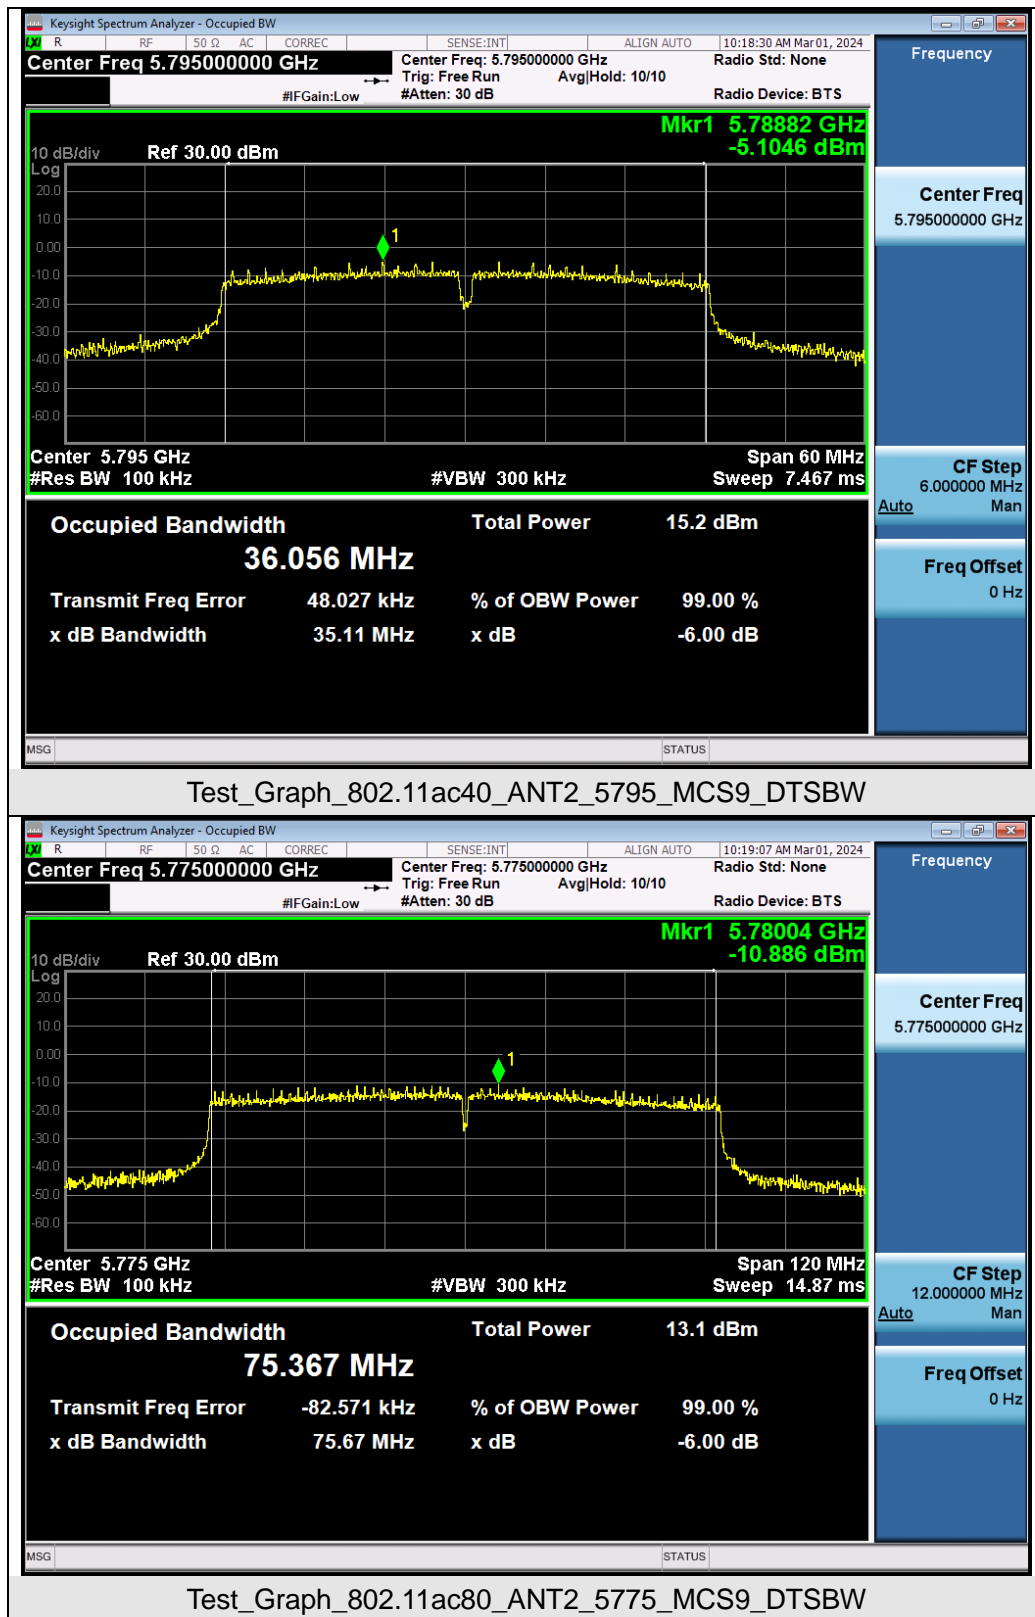 Keysight Spectrum Analyzer - Occupied BW
LXI R RF 50 Ω AC CORREC SENSE:INT ALIGN AUTO 10:18:30 AM Mar 01, 2024
Center Freq 5.795000000 GHz
Center Freq: 5.795000000 GHz
Radio Std: None
Trig: Free Run Avg|Hold: 10/10
#IFGain:Low
#Atten: 30 dB
Radio Device: BTS
Frequency
Mkr1 5.78882 GHz
-5.1046 dBm
10 dB/div Ref 30.00 dBm
Log
20.0
10.0
0.00
-10.0
-20.0
-30.0
-40.0
-50.0
-60.0
1
Center Freq
5.795000000 GHz
Center 5.795 GHz
Span 60 MHz
#Res BW 100 kHz
#VBW 300 kHz
Sweep 7.467 ms
CF Step
6.000000 MHz
Auto Man
Occupied Bandwidth
Total Power 15.2 dBm
36.056 MHz
Freq Offset
0 Hz
Transmit Freq Error 48.027 kHz
% of OBW Power 99.00 %
x dB Bandwidth 35.11 MHz
x dB -6.00 dB
MSG STATUS
Test_Graph_802.11ac40_ANT2_5795_MCS9_DTSBW
Keysight Spectrum Analyzer - Occupied BW
LXI R RF 50 Ω AC CORREC SENSE:INT ALIGN AUTO 10:19:07 AM Mar 01, 2024
Center Freq 5.775000000 GHz
Center Freq: 5.775000000 GHz
Radio Std: None
Trig: Free Run Avg|Hold: 10/10
#IFGain:Low
#Atten: 30 dB
Radio Device: BTS
Frequency
Mkr1 5.78004 GHz
-10.886 dBm
10 dB/div Ref 30.00 dBm
Log
20.0
10.0
0.00
-10.0
-20.0
-30.0
-40.0
-50.0
-60.0
1
Center Freq
5.775000000 GHz
Center 5.775 GHz
Span 120 MHz
#Res BW 100 kHz
#VBW 300 kHz
Sweep 14.87 ms
CF Step
12.000000 MHz
Auto Man
Occupied Bandwidth
Total Power 13.1 dBm
75.367 MHz
Freq Offset
0 Hz
Transmit Freq Error -82.571 kHz
% of OBW Power 99.00 %
x dB Bandwidth 75.67 MHz
x dB -6.00 dB
MSG STATUS
Test_Graph_802.11ac80_ANT2_5775_MCS9_DTSBW